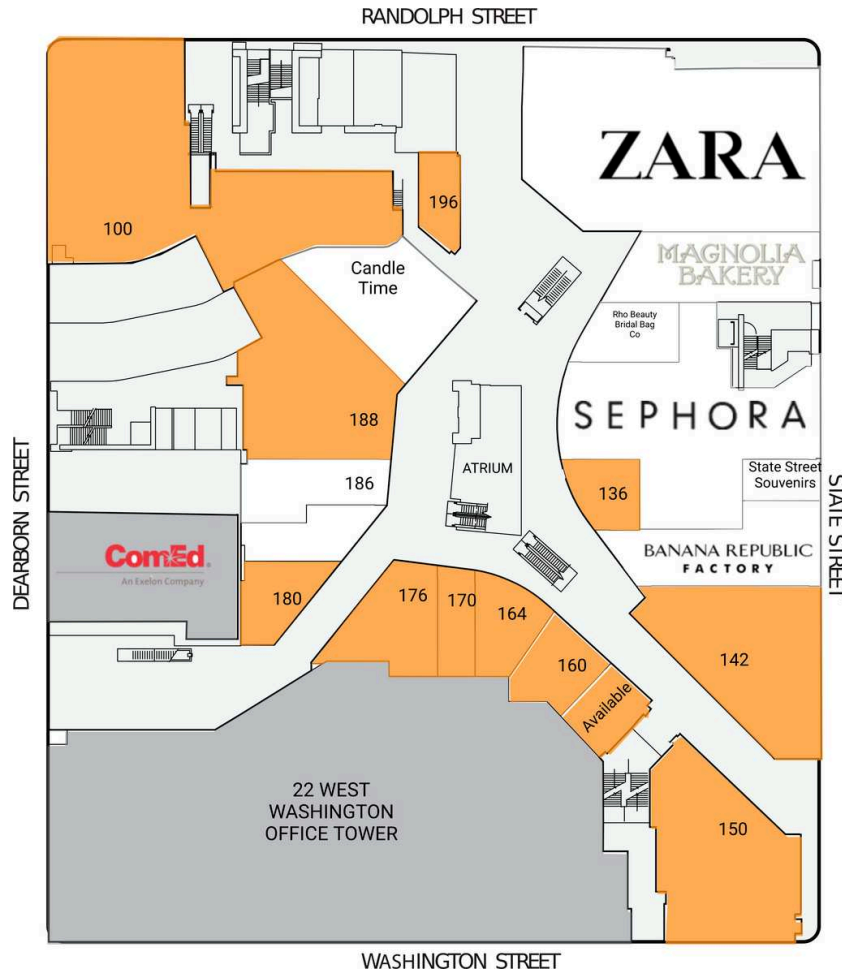 RANDOLPH STREET
ZARA
100
196
MAGNOLIA
BAKERY
Candle
Time
Rho Beauty
Bridal Bag
Co
SEPHORA
188
ATRIUM
186
136
State Street
Souvenirs
DEARBORN STREET
STATE STREET
ComEd.
An Exelon Company
BANANA REPUBLIC
FACTORY
180
176
170
164
160
142
Available
22 WEST
WASHINGTON
OFFICE TOWER
150
WASHINGTON STREET